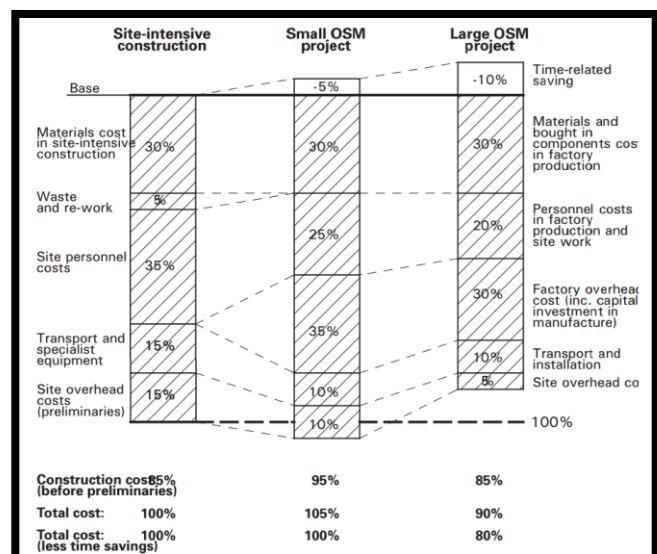 Site-intensive
construction
Small OSM
project
Large OSM
project
Base
-5%
-10%
Time-related
saving
Materials cost
in site-intensive
construction
30%
30%
30%
Materials and
bought in
components cos
in factory
production
Waste
and re-work
5%
Site personnel
costs
35%
25%
20%
Personnel costs
in factory
production and
site work
35%
30%
Factory overhead
cost (inc. capital
investment in
manufacture)
Transport and
specialist
equipment
15%
10%
10%
Transport and
installation
Site overhead
costs
(preliminaries)
15%
10%
5%
Site overhead co
100%
Construction cost: 85% 95% 85%
(before preliminaries)
Total cost: 100% 105% 90%
Total cost: 100% 100% 80%
(less time savings)